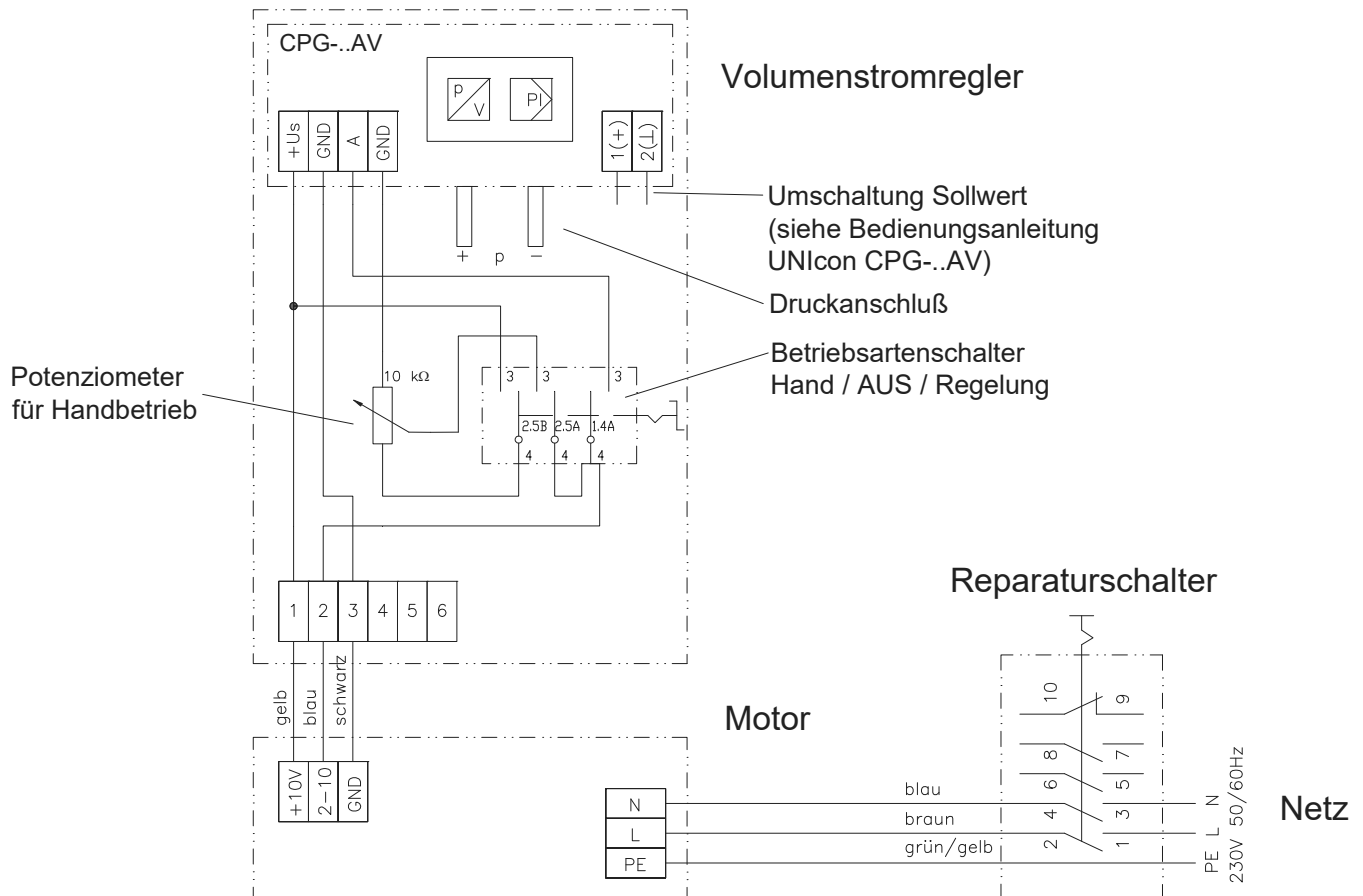 CPG-..AV
Volumenstromregler
p
V
PI
+Us
GND
A
GND
1(+)
2(⊥)
Umschaltung Sollwert
(siehe Bedienungsanleitung
UNIcon CPG-..AV)
+ p -
Druckanschluß
Betriebsartenschalter
Hand / AUS / Regelung
Potenziometer
für Handbetrieb
10 kΩ
3 3 3
2.5B 2.5A 1.4A
4 4 4
1 2 3 4 5 6
Reparaturschalter
gelb
blau
schwarz
Motor
+10V
2-10
GND
N
L
PE
blau
braun
grün/gelb
10 9
8 7
6 5
4 3
2 1
PE L N
230V 50/60Hz
Netz